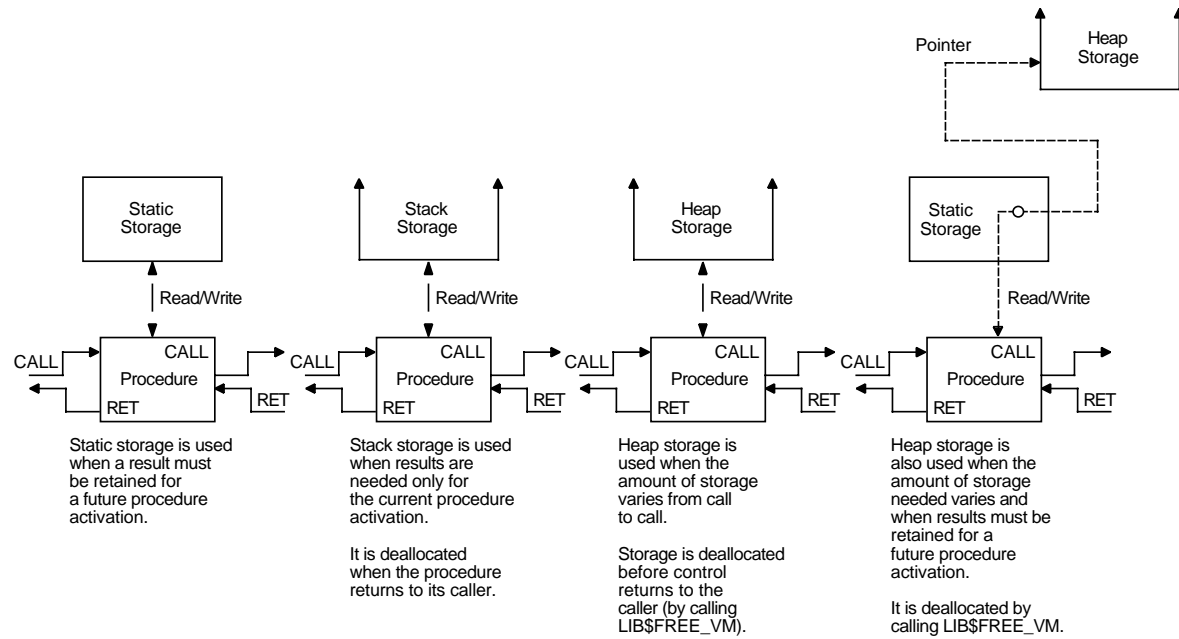 Pointer
Heap
Storage
Static
Storage
Read/Write
CALL
CALL
Procedure
RET
RET
Static storage is used
when a result must
be retained for
a future procedure
activation.
Stack
Storage
Read/Write
CALL
CALL
Procedure
RET
RET
Stack storage is used
when results are
needed only for
the current procedure
activation.
It is deallocated
when the procedure
returns to its caller.
Heap
Storage
Read/Write
CALL
CALL
Procedure
RET
RET
Heap storage is
used when the
amount of storage
varies from call
to call.
Storage is deallocated
before control
returns to the
caller (by calling
LIB$FREE_VM).
Static
Storage
Read/Write
CALL
CALL
Procedure
RET
RET
Heap storage is
also used when the
amount of storage
needed varies and
when results must be
retained for a
future procedure
activation.
It is deallocated by
calling LIB$FREE_VM.